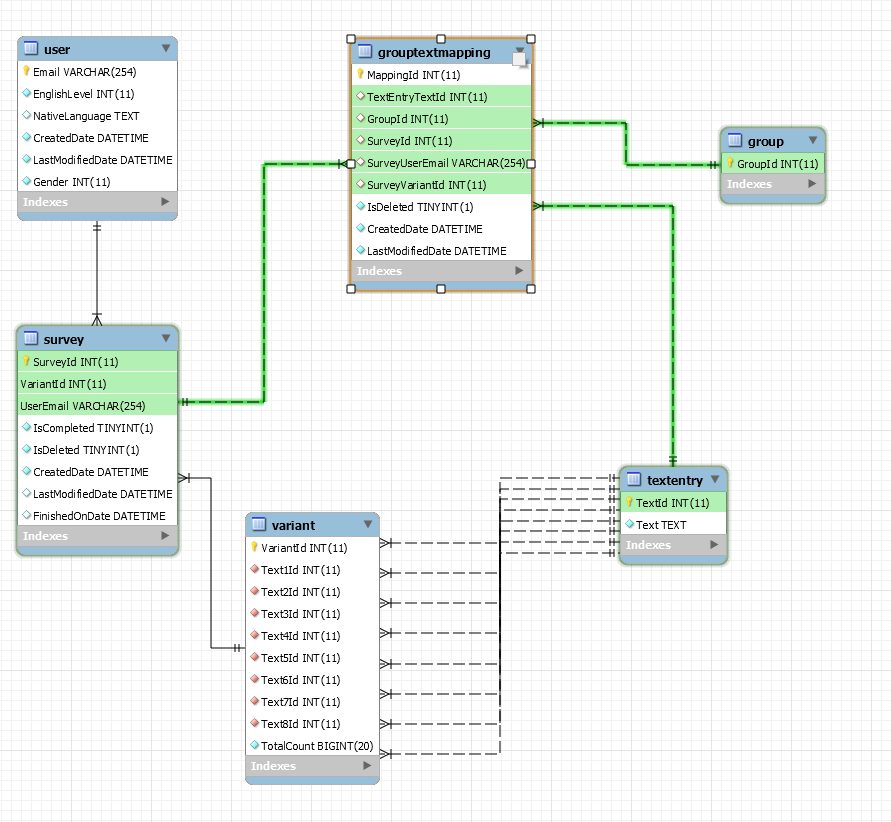 user
Email VARCHAR(254)
EnglishLevel INT(11)
NativeLanguage TEXT
CreatedDate DATETIME
LastModifiedDate DATETIME
Gender INT(11)
Indexes
grouptextmapping
MappingId INT(11)
TextEntryTextId INT(11)
GroupId INT(11)
SurveyId INT(11)
SurveyUserEmail VARCHAR(254)
SurveyVariantId INT(11)
IsDeleted TINYINT(1)
CreatedDate DATETIME
LastModifiedDate DATETIME
Indexes
group
GroupId INT(11)
Indexes
survey
SurveyId INT(11)
VariantId INT(11)
UserEmail VARCHAR(254)
IsCompleted TINYINT(1)
IsDeleted TINYINT(1)
CreatedDate DATETIME
LastModifiedDate DATETIME
FinishedOnDate DATETIME
Indexes
variant
VariantId INT(11)
Text1Id INT(11)
Text2Id INT(11)
Text3Id INT(11)
Text4Id INT(11)
Text5Id INT(11)
Text6Id INT(11)
Text7Id INT(11)
Text8Id INT(11)
TotalCount BIGINT(20)
Indexes
textentry
TextId INT(11)
Text TEXT
Indexes